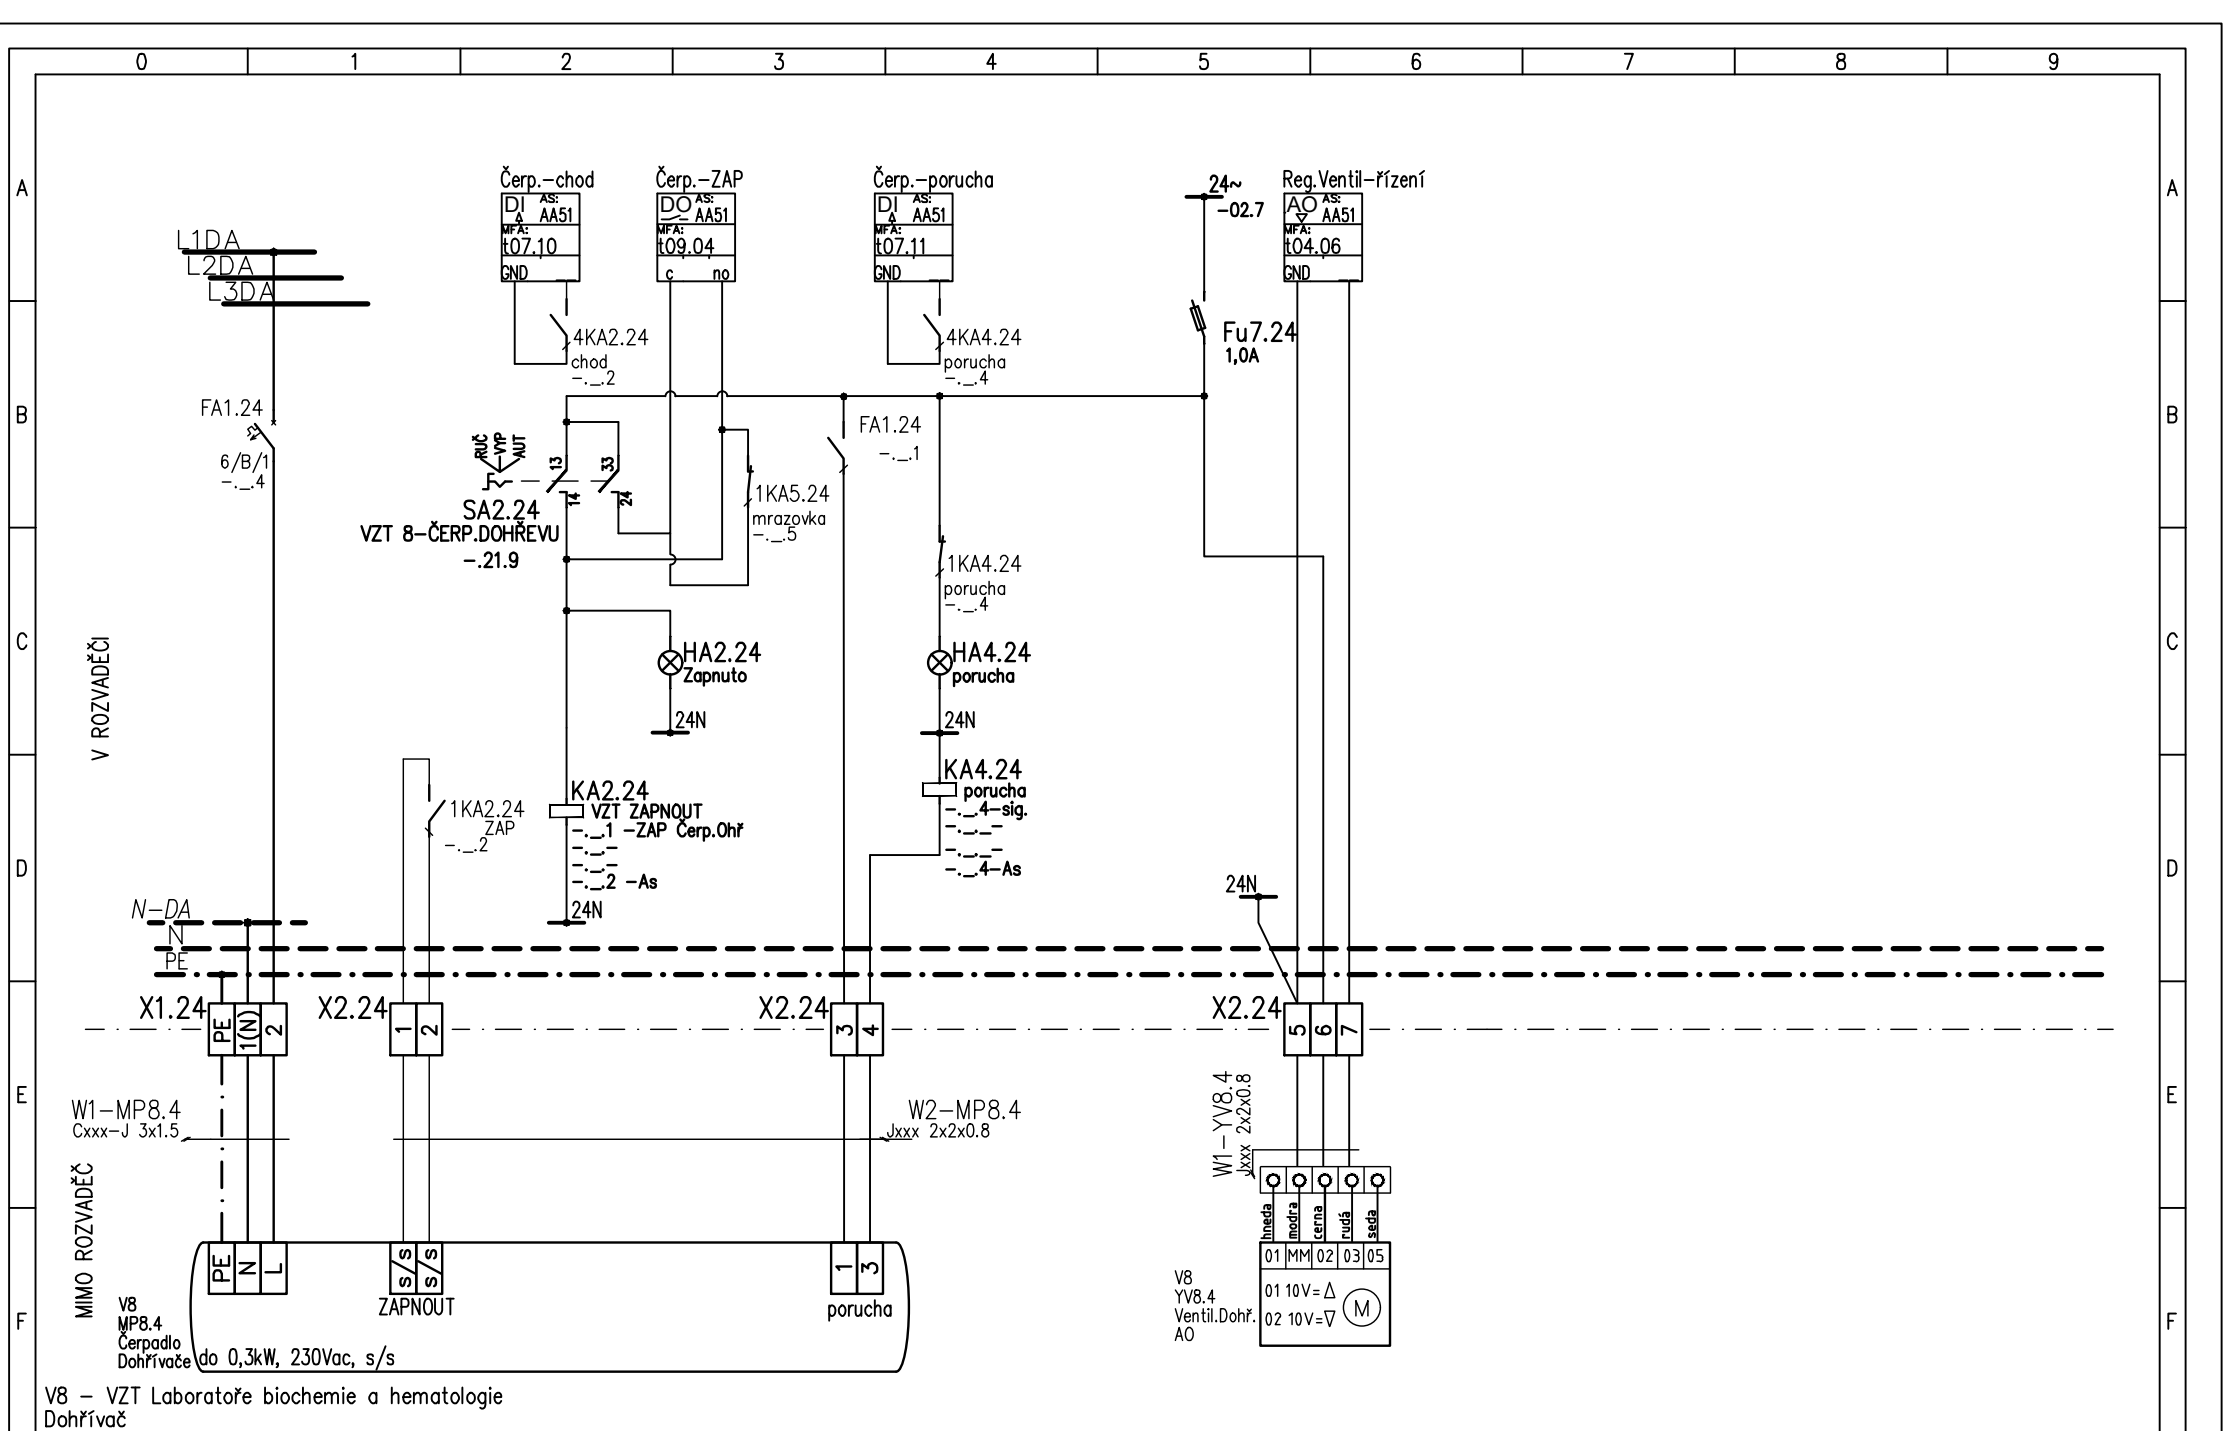 0 1 2 3 4 5 6 7 8 9
A A
Čerp.–chod
DI AS: AA51
MFA:
t07.10
GND
Čerp.–ZAP
DO AS: AA51
MFA:
t09.04
c no
Čerp.–porucha
DI AS: AA51
MFA:
t07.11
GND
24~
–02.7
Reg.Ventil–řízení
AO AS: AA51
MFA:
t04.06
GND
L1DA
L2DA
L3DA
4KA2.24
chod
–._.2
4KA4.24
porucha
–._.4
Fu7.24
1,0A
B B
FA1.24
6/B/1
–._.4
RUČ
VYP
AUT
13
14
33
24
SA2.24
VZT 8–ČERP.DOHŘEVU
–.21.9
1KA5.24
mrazovka
–._.5
FA1.24
–._.1
1KA4.24
porucha
–._.4
C C
V ROZVADĚČI
HA2.24
Zapnuto
24N
HA4.24
porucha
24N
D D
1KA2.24
ZAP
–._.2
KA2.24
VZT ZAPNOUT
–._.1 –ZAP Čerp.Ohř
–._.–
–._.–
–._.2 –As
24N
KA4.24
porucha
–._.4–sig.
–._._–
–._._–
–._.4–As
24N
N–DA
N
PE
X1.24 PE 1(N) 2
X2.24 1 2
X2.24 3 4
X2.24 5 6 7
E E
W1–MP8.4
Cxxx–J 3x1.5
W2–MP8.4
Jxxx 2x2x0.8
W1–YV8.4
Jxxx 2x2x0.8
MIMO ROZVADĚČ
hneda modra cerna rudá seda
01 MM 02 03 05
01 10V=
02 10V=
M
V8
YV8.4
Ventil.Dohř.
AO
F F
PE N L
s/s s/s
ZAPNOUT
1 3
porucha
V8
MP8.4
Čerpadlo
Dohřívače
do 0,3kW, 230Vac, s/s
V8 – VZT Laboratoře biochemie a hematologie
Dohřívač